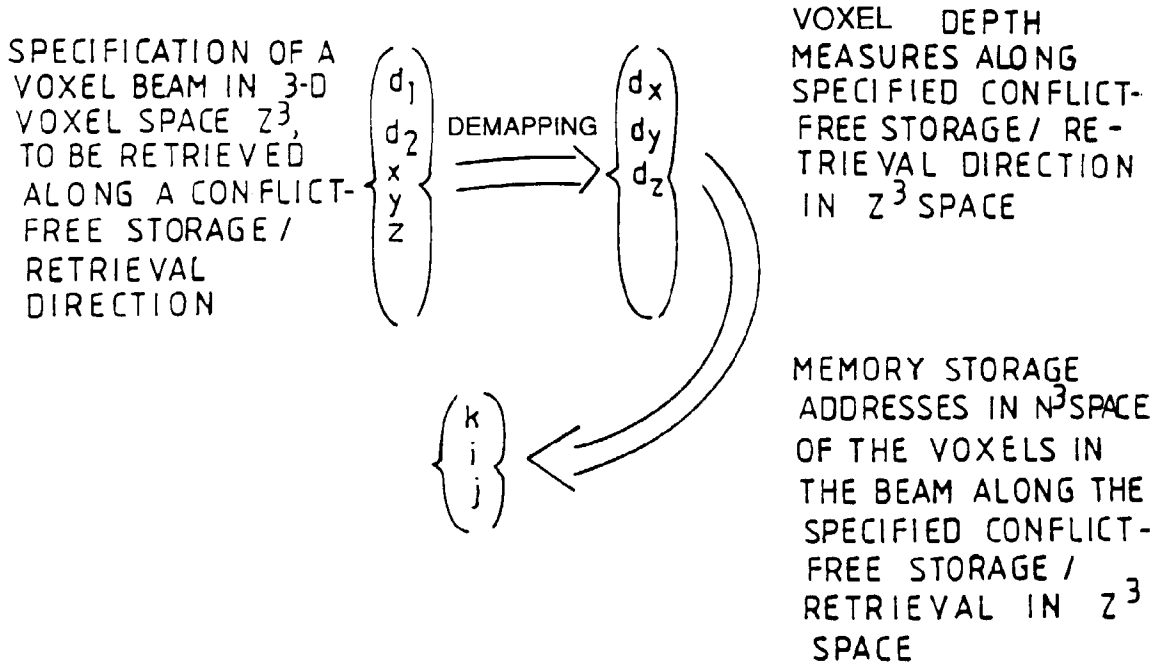 SPECIFICATION OF A
VOXEL BEAM IN 3-D
VOXEL SPACE Z³,
TO BE RETRIEVED
ALONG A CONFLICT-
FREE STORAGE /
RETRIEVAL
DIRECTION
d₁
d₂
x
y
z
DEMAPPING
dx
dy
dz
VOXEL DEPTH
MEASURES ALONG
SPECIFIED CONFLICT-
FREE STORAGE / RE-
TRIEVAL DIRECTION
IN Z³ SPACE
k
i
j
MEMORY STORAGE
ADDRESSES IN N³ SPACE
OF THE VOXELS IN
THE BEAM ALONG THE
SPECIFIED CONFLICT-
FREE STORAGE /
RETRIEVAL IN Z³
SPACE